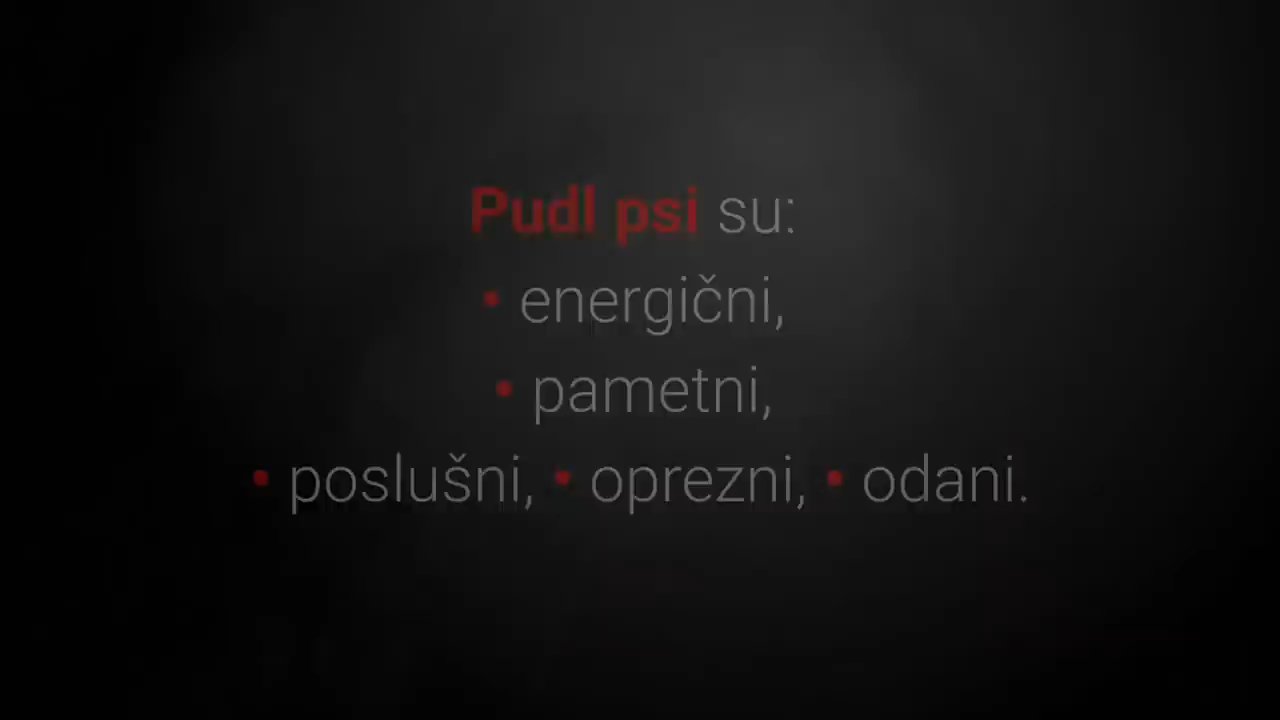 Pudl psi su:
• energični,
• pametni,
• poslušni, • oprezni, • odani.